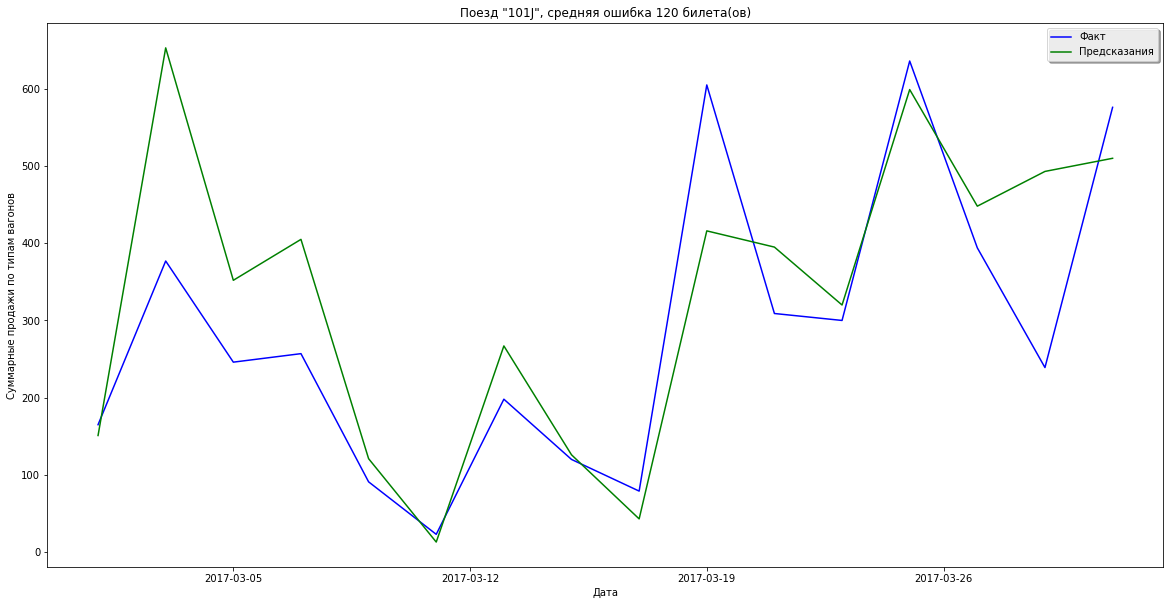 Поезд "101J", средняя ошибка 120 билета(ов)
Факт
Предсказания
600
500
400
300
200
100
0
Суммарные продажи по типам вагонов
2017-03-05
2017-03-12
2017-03-19
2017-03-26
Дата